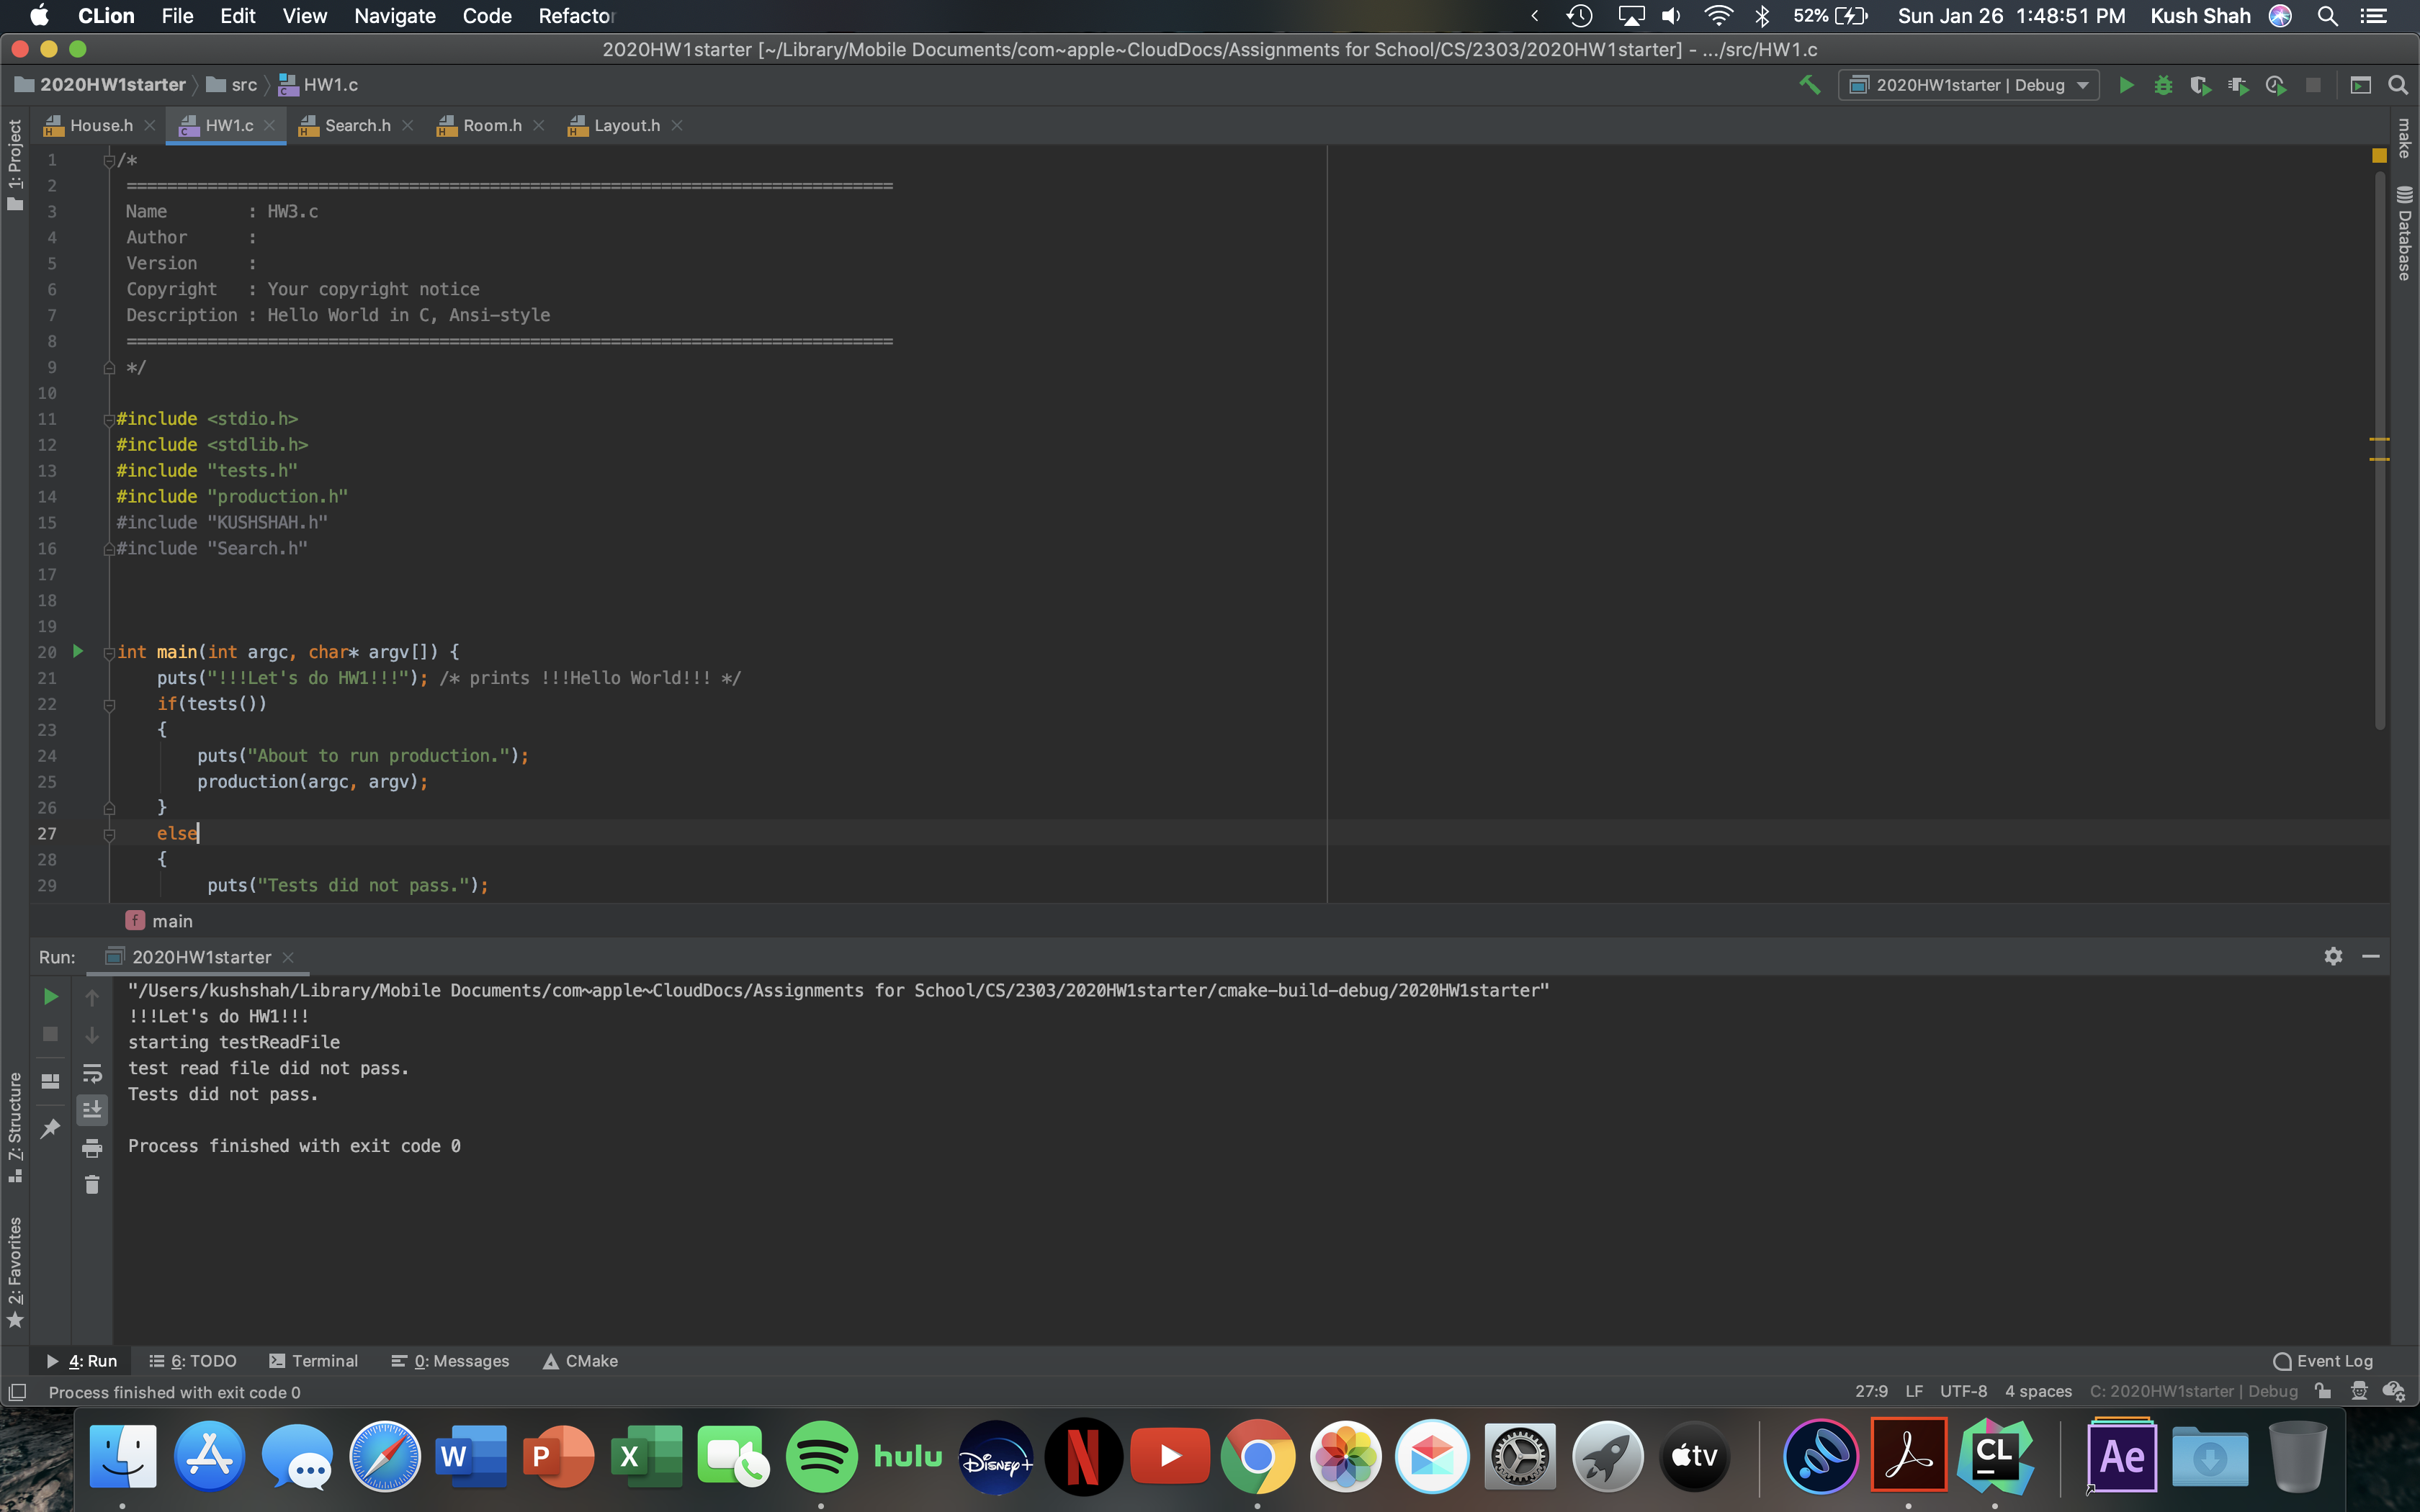 CLion File Edit View Navigate Code Refactor 52% Sun Jan 26 1:48:51 PM Kush Shah
2020HW1starter [~/Library/Mobile Documents/com~apple~CloudDocs/Assignments for School/CS/2303/2020HW1starter] - .../src/HW1.c
2020HW1starter src HW1.c 2020HW1starter | Debug
House.h HW1.c Search.h Room.h Layout.h
1: Project
make
Database
1 /*
2 ============================================================================
3 Name        : HW3.c
4 Author      :
5 Version     :
6 Copyright   : Your copyright notice
7 Description : Hello World in C, Ansi-style
8 ============================================================================
9 */
10
11 #include <stdio.h>
12 #include <stdlib.h>
13 #include "tests.h"
14 #include "production.h"
15 #include "KUSHSHAH.h"
16 #include "Search.h"
17
18
19
20 int main(int argc, char* argv[]) {
21     puts("!!!Let's do HW1!!!"); /* prints !!!Hello World!!! */
22     if(tests())
23     {
24         puts("About to run production.");
25         production(argc, argv);
26     }
27     else
28     {
29          puts("Tests did not pass.");
f main
Run: 2020HW1starter
"/Users/kushshah/Library/Mobile Documents/com~apple~CloudDocs/Assignments for School/CS/2303/2020HW1starter/cmake-build-debug/2020HW1starter"
!!!Let's do HW1!!!
starting testReadFile
test read file did not pass.
Tests did not pass.
Process finished with exit code 0
7: Structure
2: Favorites
4: Run 6: TODO Terminal 0: Messages CMake Event Log
Process finished with exit code 0 27:9 LF UTF-8 4 spaces C: 2020HW1starter | Debug
W P X hulu Disney+ N tv CL Ae